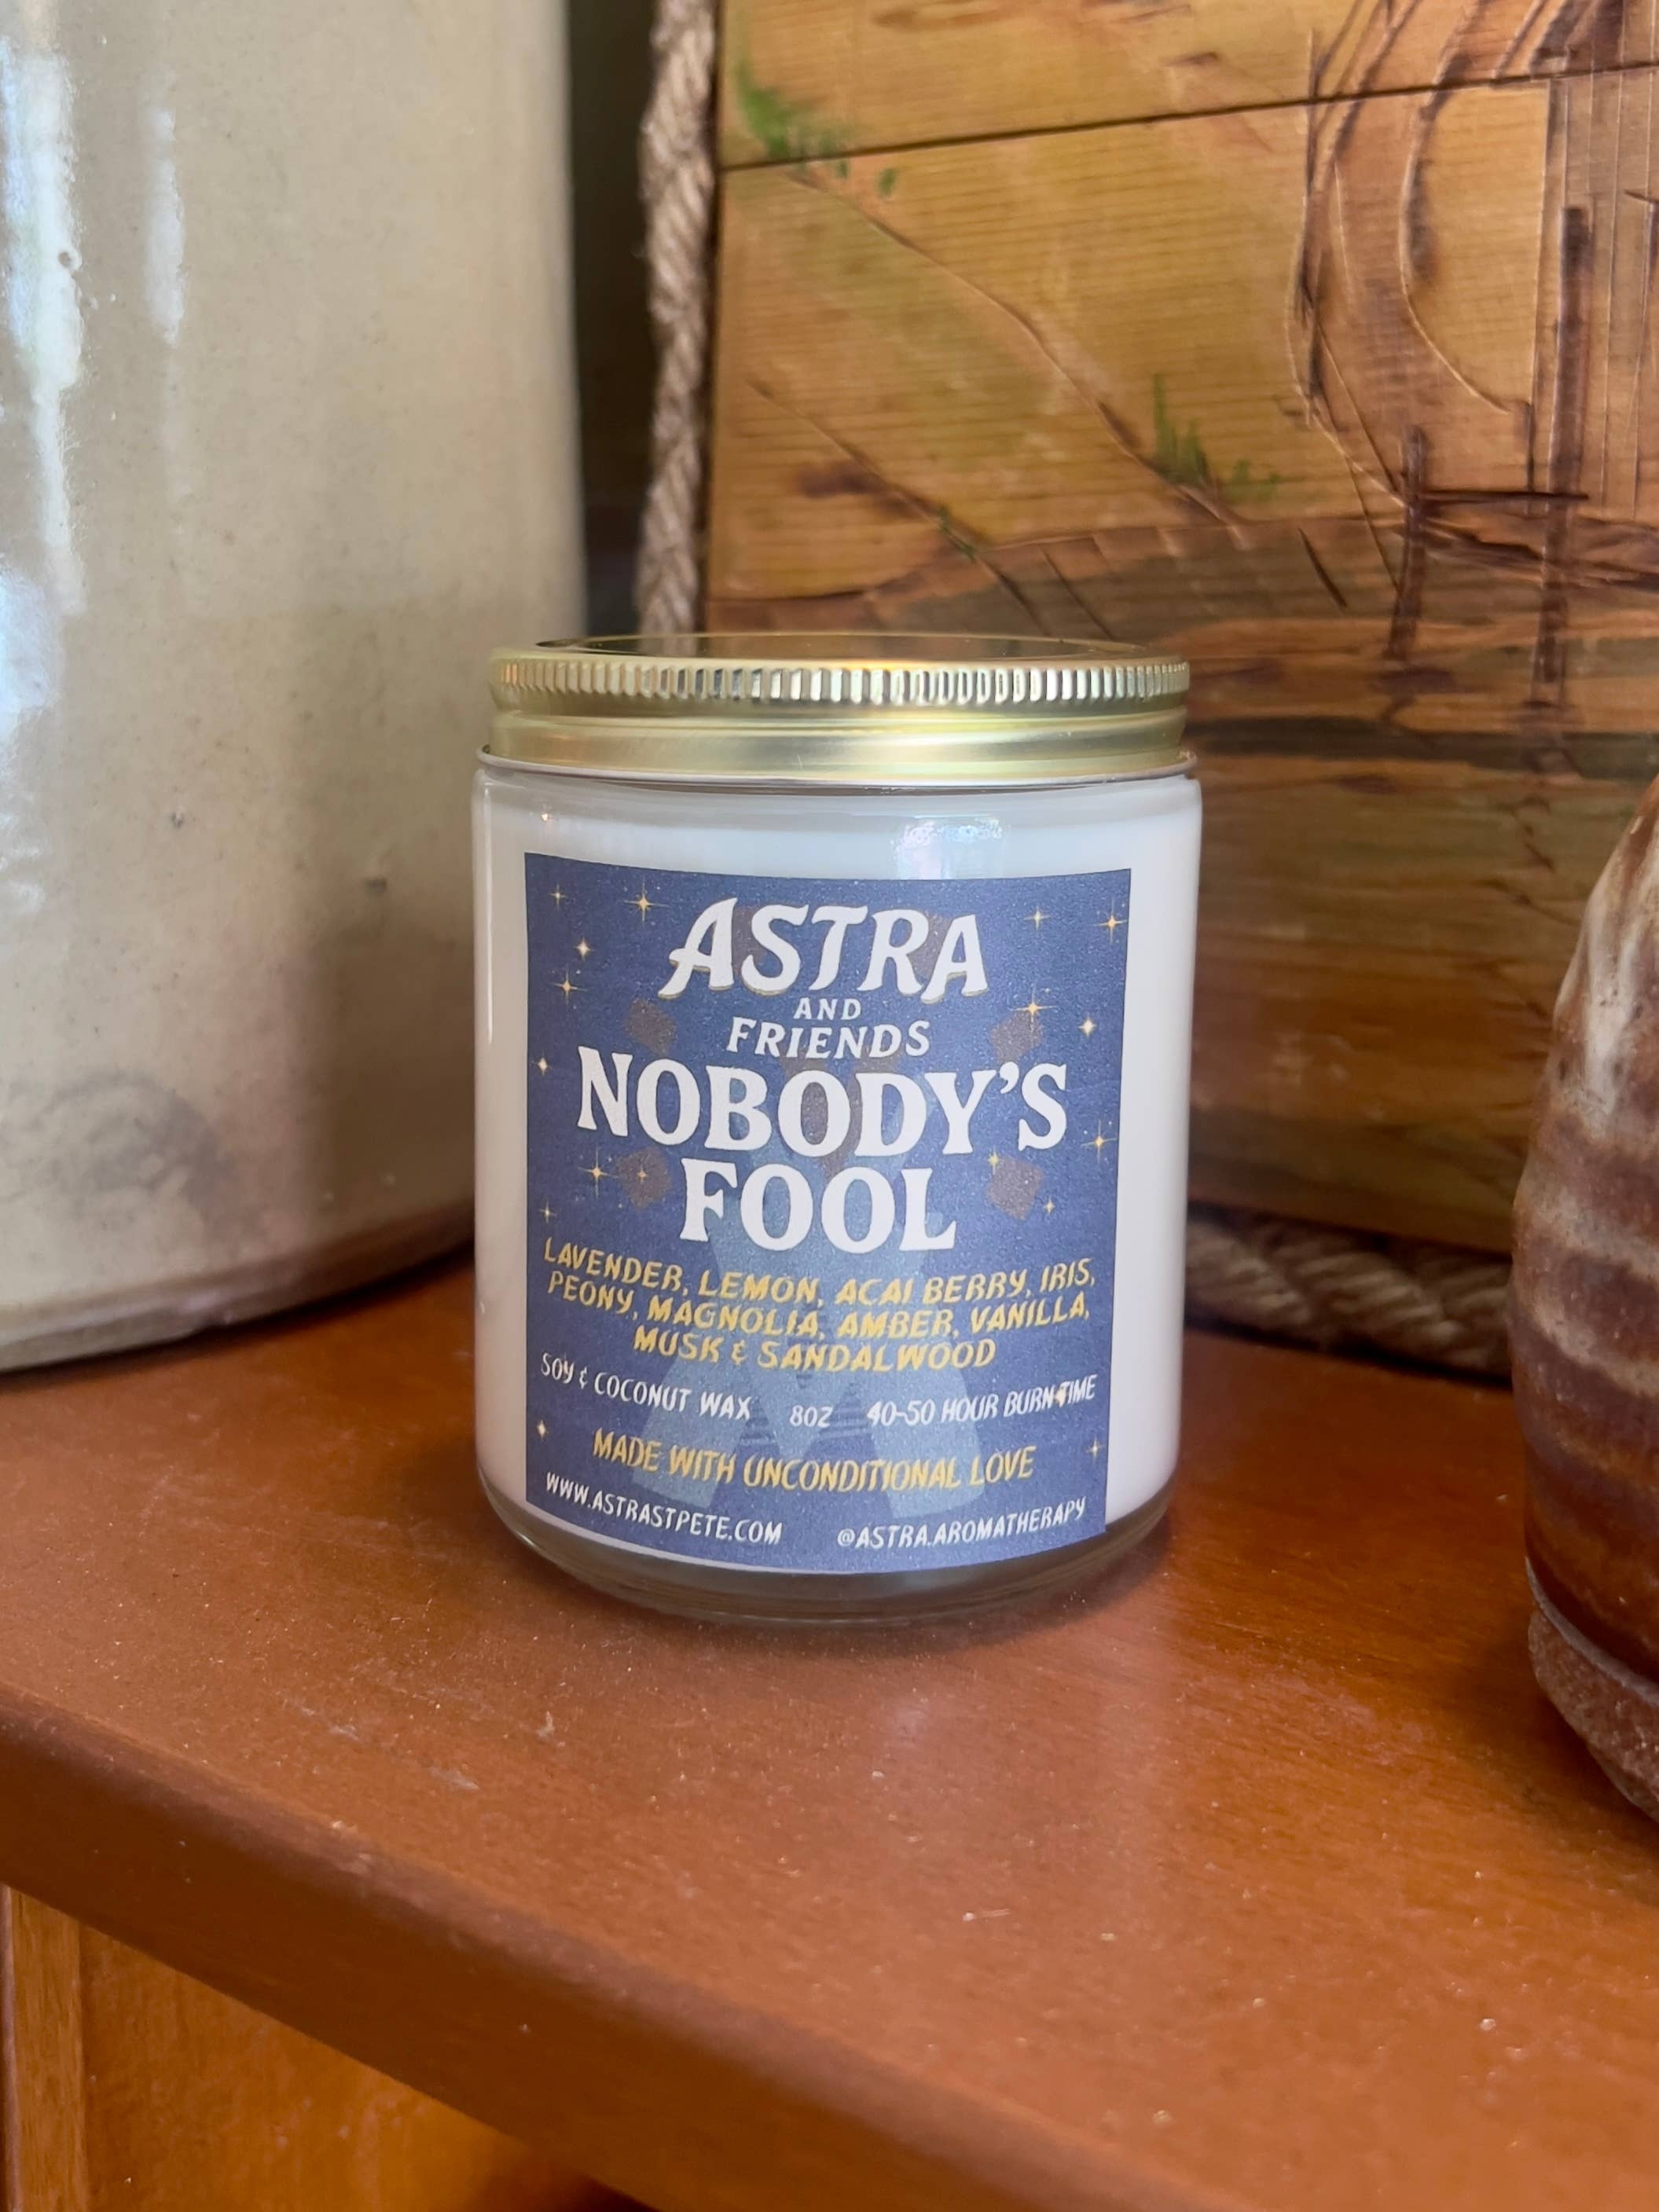 ASTRA
AND
FRIENDS
NOBODY'S
FOOL
LAVENDER, LEMON, ACAI BERRY, IRIS,
PEONY, MAGNOLIA, AMBER, VANILLA,
MUSK & SANDALWOOD
SOY & COCONUT WAX 8OZ 40-50 HOUR BURN TIME
MADE WITH UNCONDITIONAL LOVE
WWW.ASTRASTPETE.COM @ASTRA.AROMATHERAPY